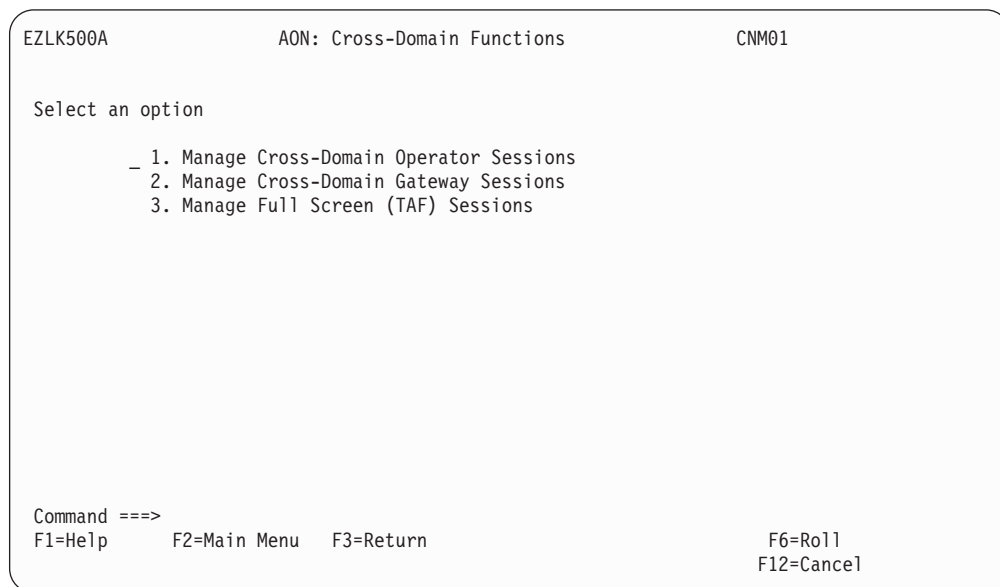 EZLK500A AON: Cross-Domain Functions CNM01
Select an option
_ 1. Manage Cross-Domain Operator Sessions
2. Manage Cross-Domain Gateway Sessions
3. Manage Full Screen (TAF) Sessions
Command ===>
F1=Help F2=Main Menu F3=Return F6=Roll
F12=Cancel